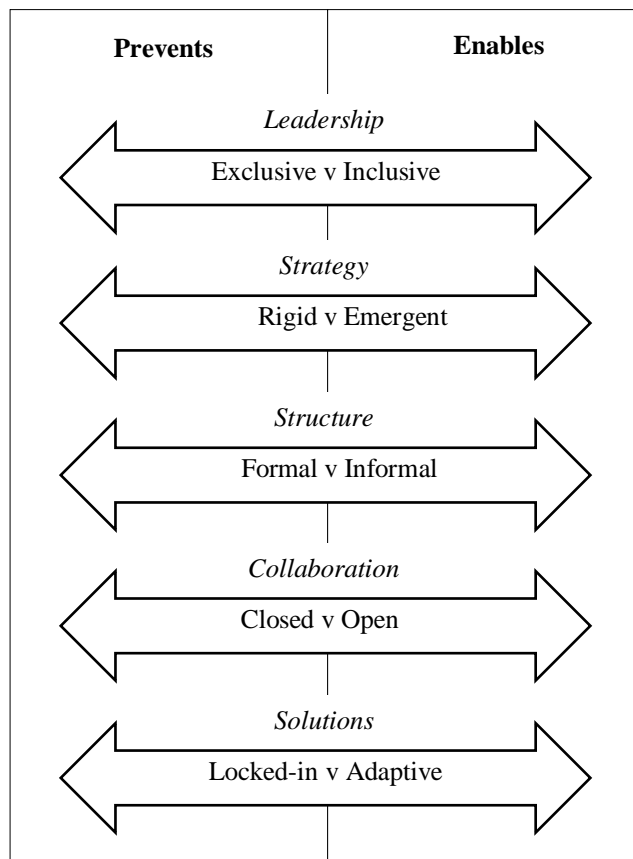 Prevents
Enables
Leadership
Exclusive v Inclusive
Strategy
Rigid v Emergent
Structure
Formal v Informal
Collaboration
Closed v Open
Solutions
Locked-in v Adaptive